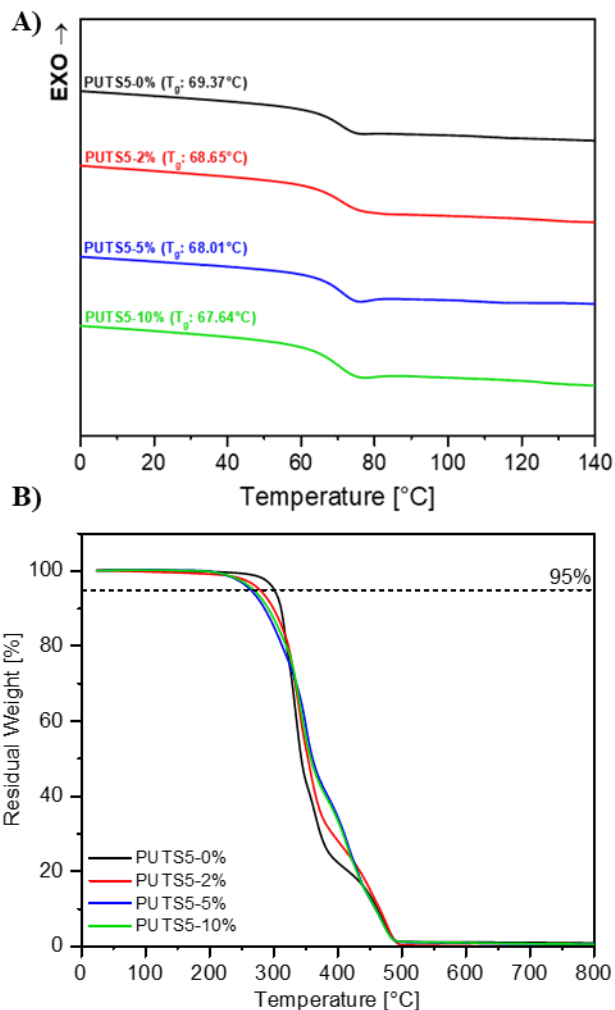 A)
EXO →
PUTS5-0% (Tg: 69.37°C)
PUTS5-2% (Tg: 68.65°C)
PUTS5-5% (Tg: 68.01°C)
PUTS5-10% (Tg: 67.64°C)
0 20 40 60 80 100 120 140
Temperature [°C]
B)
100
80
60
40
20
0
Residual Weight [%]
95%
PUTS5-0%
PUTS5-2%
PUTS5-5%
PUTS5-10%
0 100 200 300 400 500 600 700 800
Temperature [°C]